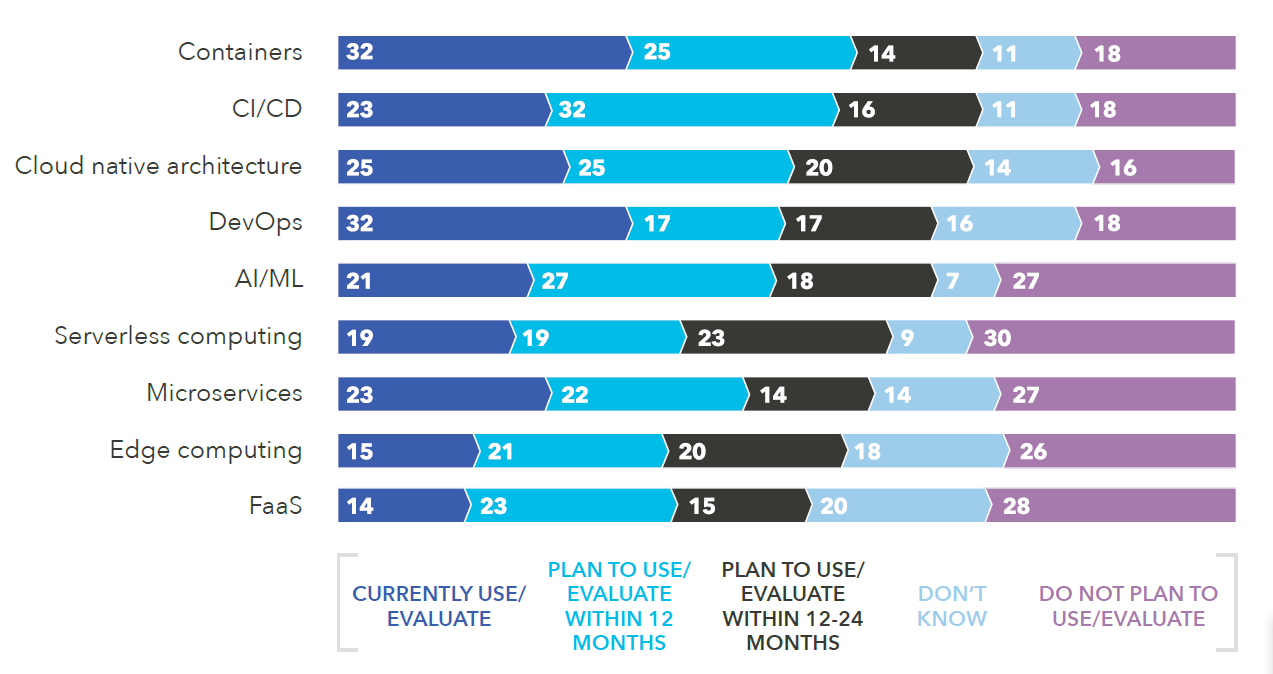 Containers 32 25 14 11 18
CI/CD 23 32 16 11 18
Cloud native architecture 25 25 20 14 16
DevOps 32 17 17 16 18
AI/ML 21 27 18 7 27
Serverless computing 19 19 23 9 30
Microservices 23 22 14 14 27
Edge computing 15 21 20 18 26
FaaS 14 23 15 20 28
CURRENTLY USE/
EVALUATE
PLAN TO USE/
EVALUATE
WITHIN 12
MONTHS
PLAN TO USE/
EVALUATE
WITHIN 12-24
MONTHS
DON'T
KNOW
DO NOT PLAN TO
USE/EVALUATE